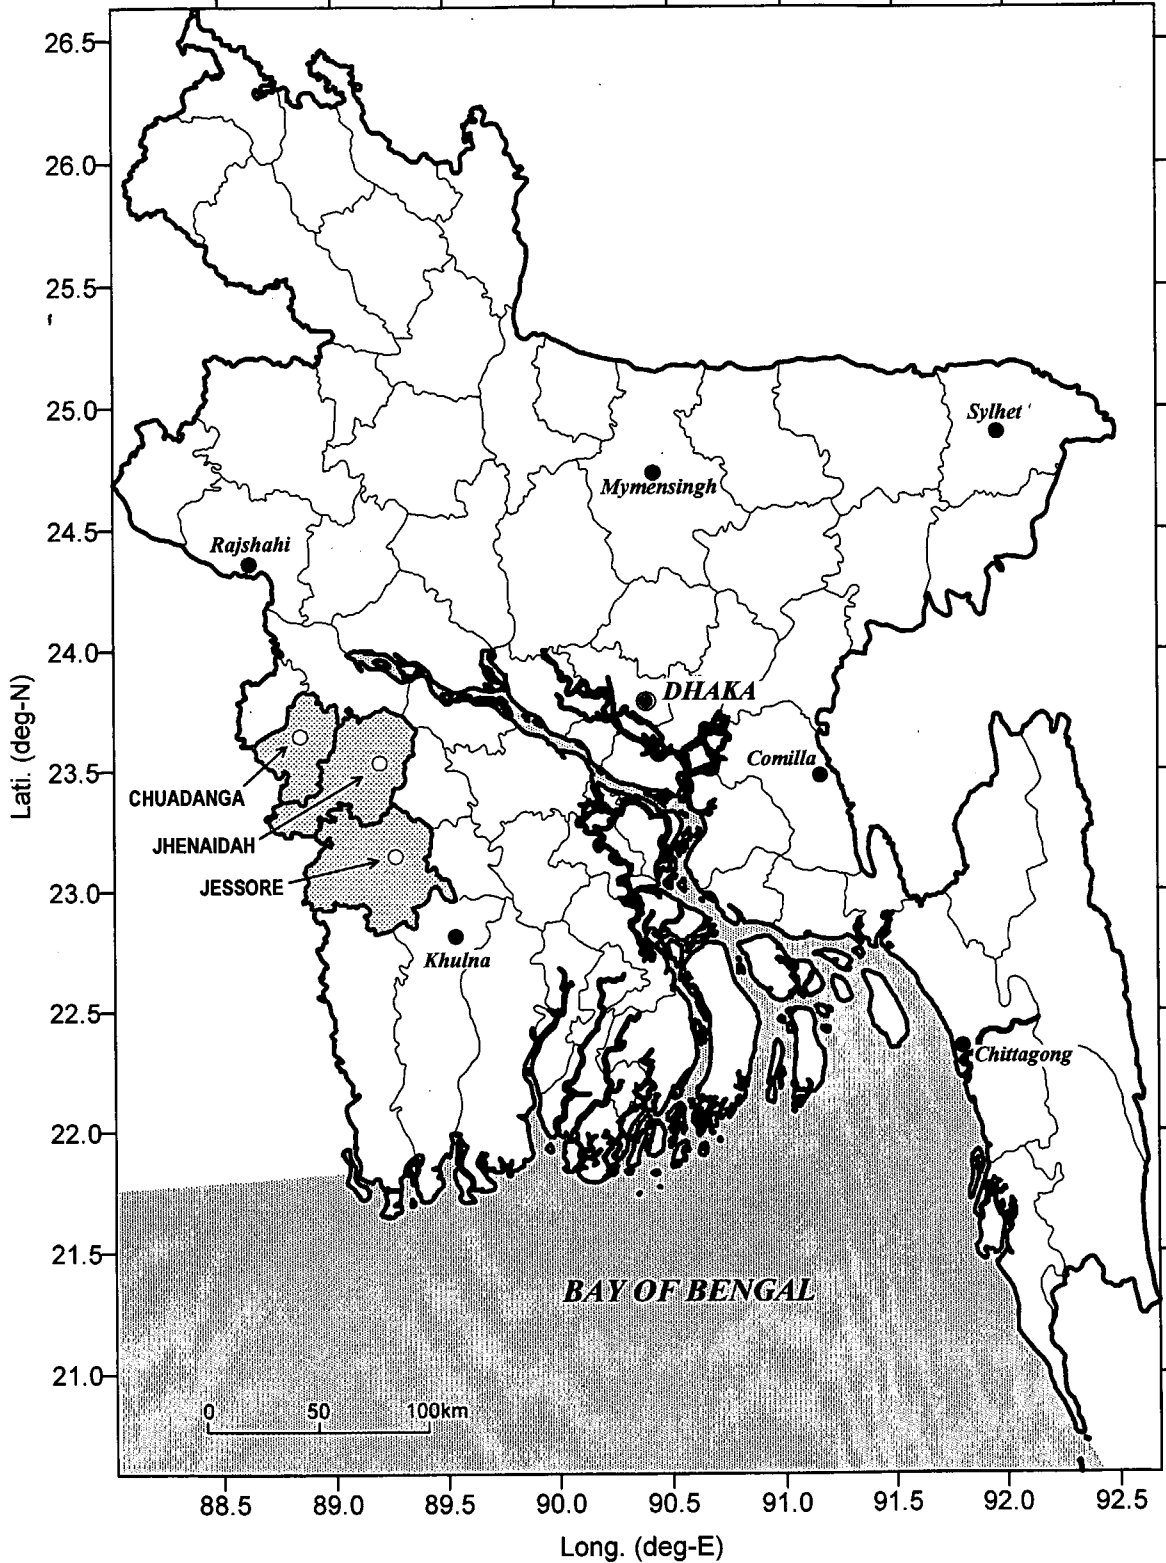 26.5
26.0
25.5
25.0
Sylhet
Mymensingh
24.5
Rajshahi
24.0
DHAKA
Comilla
23.5
CHUADANGA
JHENAIDAH
JESSORE
23.0
Khulna
22.5
Chittagong
22.0
21.5
BAY OF BENGAL
21.0
0 50 100km
88.5 89.0 89.5 90.0 90.5 91.0 91.5 92.0 92.5
Long. (deg-E)
Lati. (deg-N)